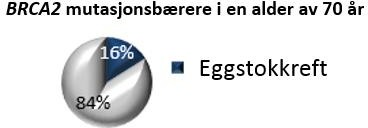 BRCA2 mutasjonsbærere i en alder av 70 år
16%
Eggstokkreft
84%